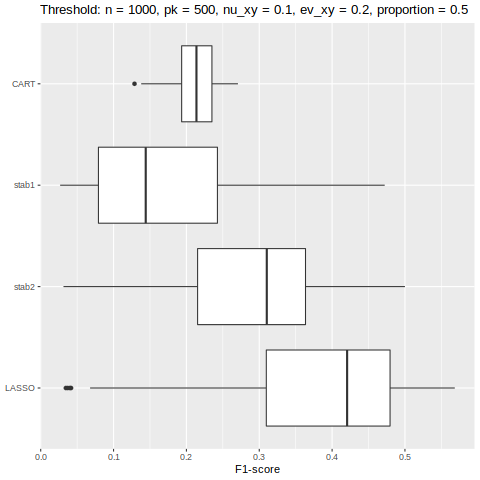 Threshold: n = 1000, pk = 500, nu_xy = 0.1, ev_xy = 0.2, proportion = 0.5
CART
stab1
stab2
LASSO
0.0 0.1 0.2 0.3 0.4 0.5
F1-score